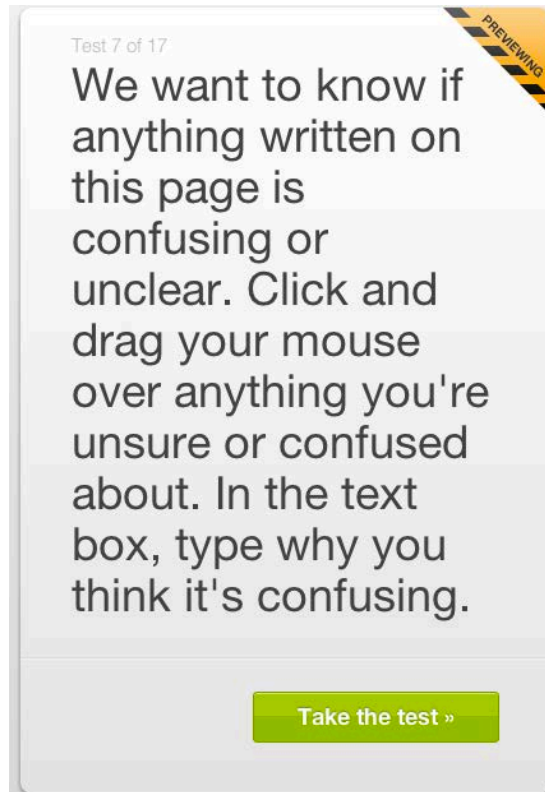 Test 7 of 17
PREVIEWING
We want to know if
anything written on
this page is
confusing or
unclear. Click and
drag your mouse
over anything you're
unsure or confused
about. In the text
box, type why you
think it's confusing.
Take the test »